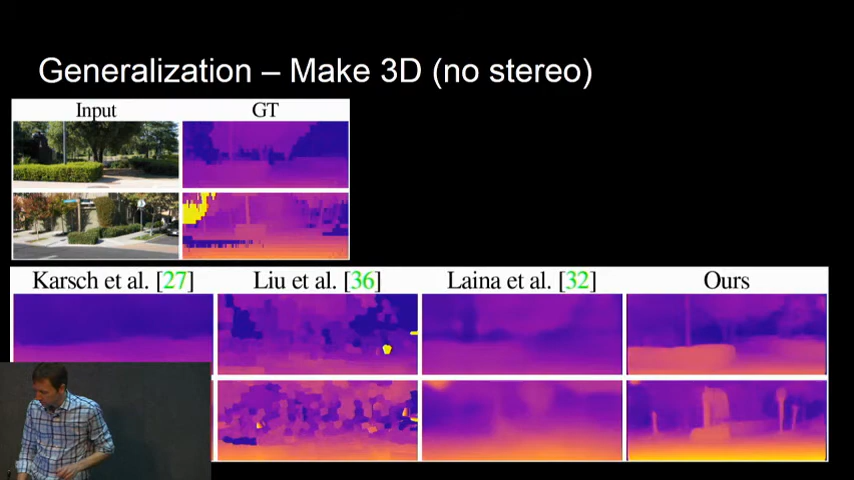 Generalization – Make 3D (no stereo)
Input GT
Karsch et al. [27] Liu et al. [36] Laina et al. [32] Ours